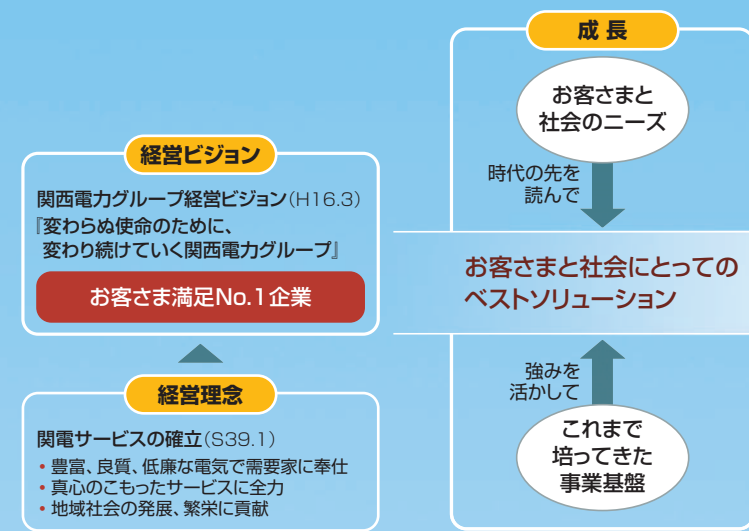 経営ビジョン
関西電力グループ経営ビジョン(H16.3)
『変わらぬ使命のために、
変わり続けていく関西電力グループ』
お客さま満足No.1企業
経営理念
関電サービスの確立(S39.1)
・豊富、良質、低廉な電気で需要家に奉仕
・真心のこもったサービスに全力
・地域社会の発展、繁栄に貢献
成 長
お客さまと
社会のニーズ
時代の先を
読んで
お客さまと社会にとっての
ベストソリューション
強みを
活かして
これまで
培ってきた
事業基盤